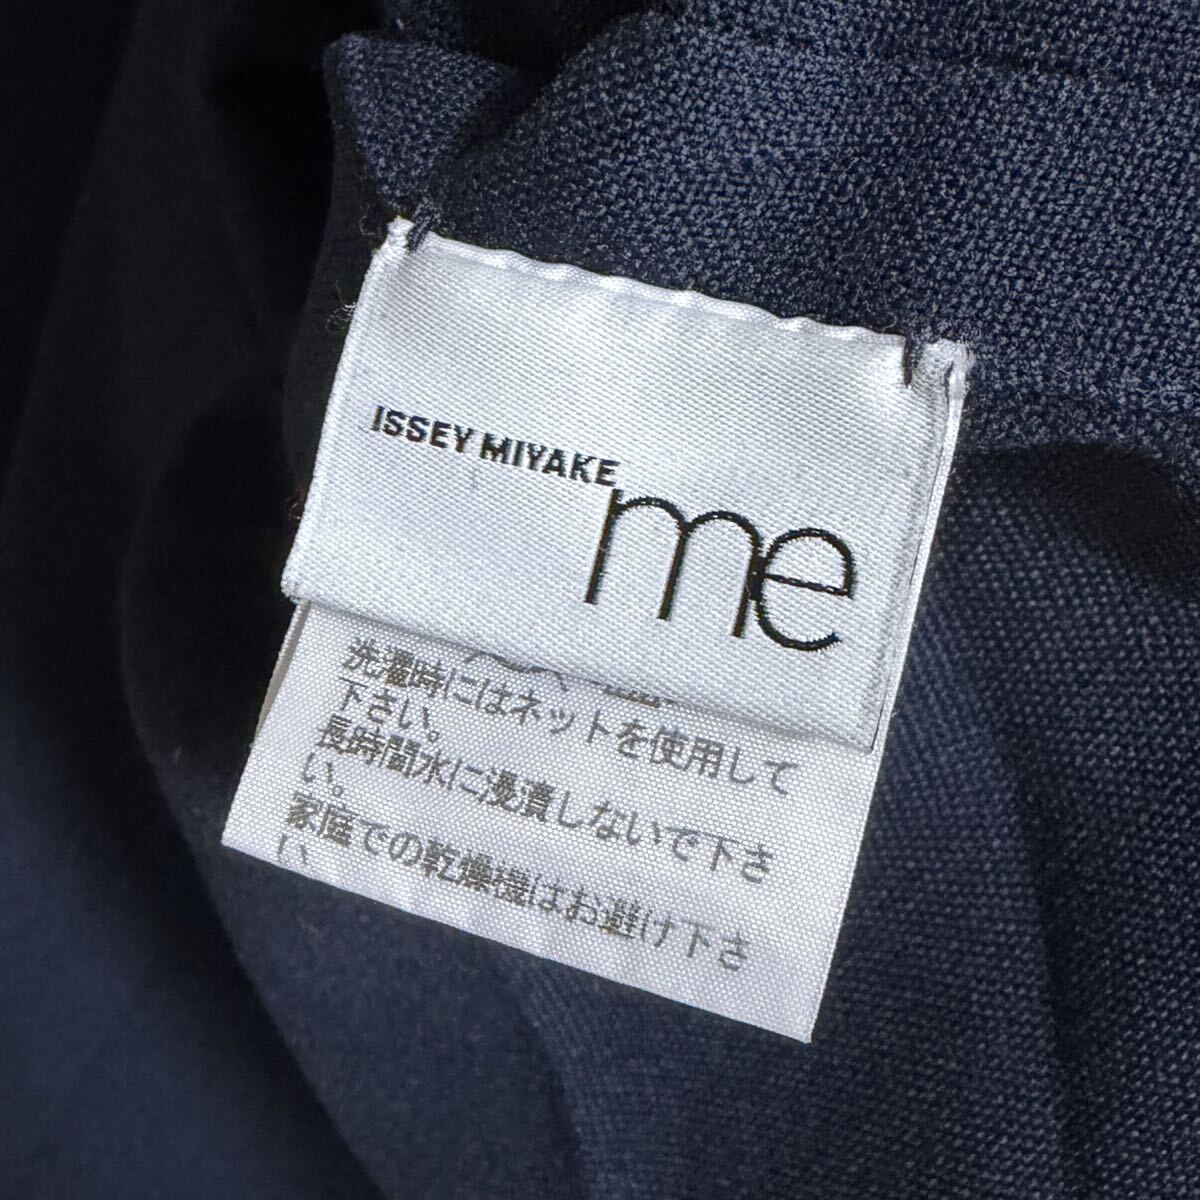 ISSEY MIYAKE
me
洗濯時にはネットを使用して
下さい。
長時間水に浸漬しないで下さ
い。
家庭での乾燥機はお避け下さ
い